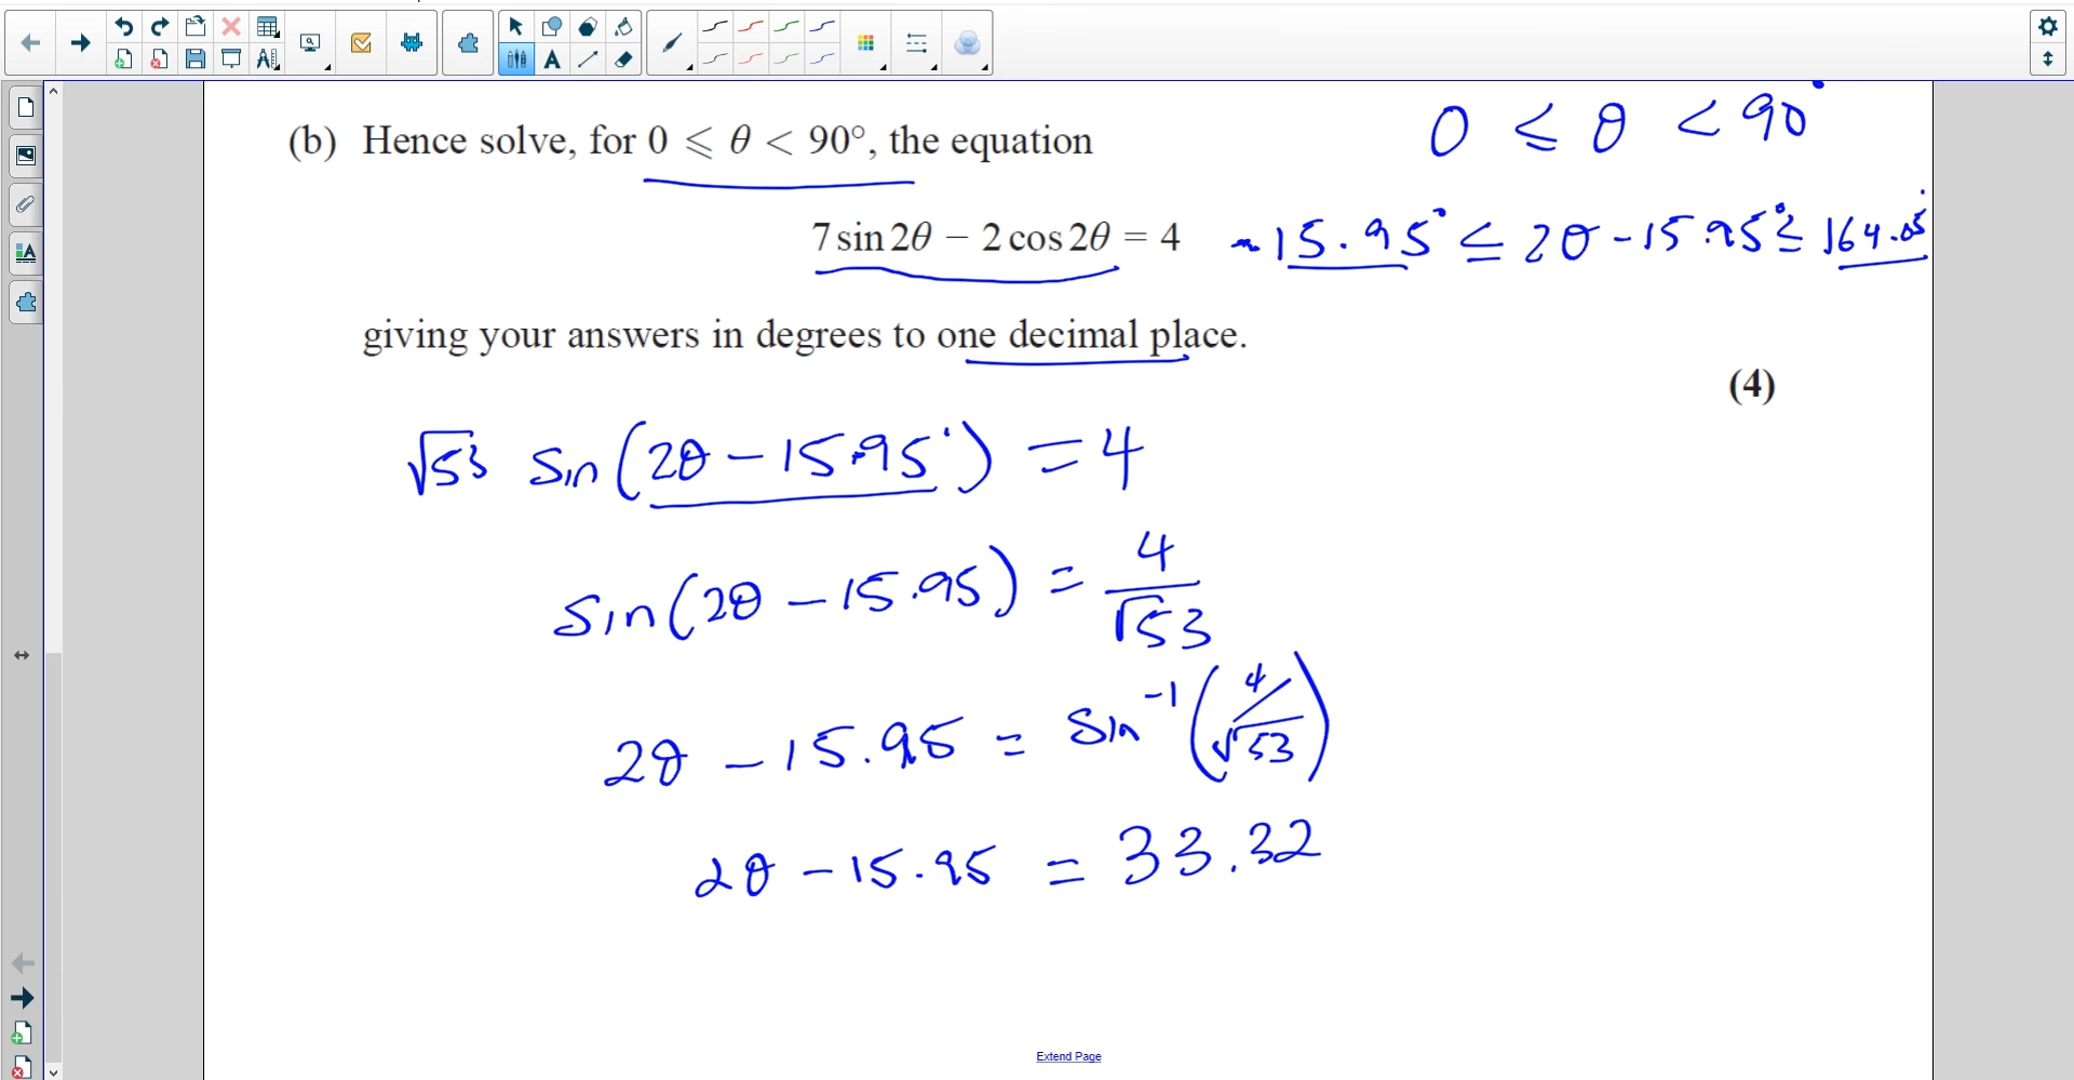 (b) Hence solve, for 0 ⩽ θ < 90°, the equation
0 ≤ θ < 90°
7 sin 2θ − 2 cos 2θ = 4
-15.95° ≤ 2θ - 15.95° ≤ 164.05°
giving your answers in degrees to one decimal place.
(4)
√53 sin(2θ - 15.95°) = 4
sin(2θ - 15.95) = 4/√53
2θ - 15.95 = sin⁻¹(4/√53)
2θ - 15.95 = 33.32
Extend Page